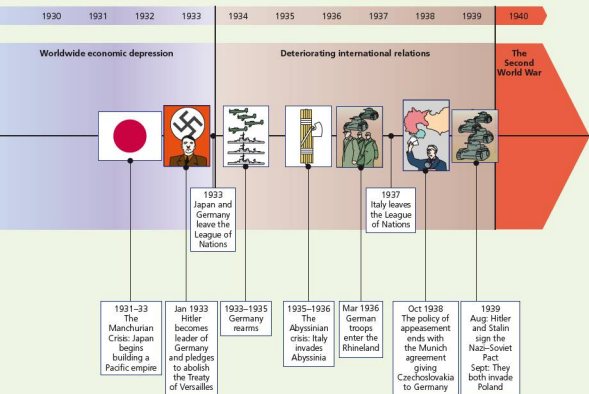 1930 1931 1932 1933 1934 1935 1936 1937 1938 1939 1940
Worldwide economic depression
Deteriorating international relations
The
Second
World War
1933
Japan and
Germany
leave the
League of
Nations
1937
Italy leaves
the League
of Nations
1931–33
The
Manchurian
Crisis: Japan
begins
building a
Pacific empire
Jan 1933
Hitler
becomes
leader of
Germany
and pledges
to abolish
the Treaty
of Versailles
1933–1935
Germany
rearms
1935–1936
The
Abyssinian
crisis: Italy
invades
Abyssinia
Mar 1936
German
troops
enter the
Rhineland
Oct 1938
The policy of
appeasement
ends with
the Munich
agreement
giving
Czechoslovakia
to Germany
1939
Aug: Hitler
and Stalin
sign the
Nazi–Soviet
Pact
Sept: They
both invade
Poland